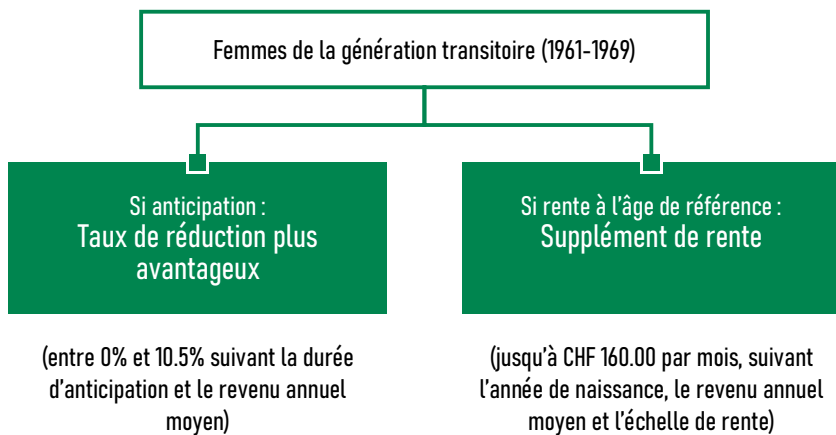 Femmes de la génération transitoire (1961-1969)
Si anticipation :
Taux de réduction plus
avantageux
(entre 0% et 10.5% suivant la durée
d'anticipation et le revenu annuel
moyen)
Si rente à l'âge de référence :
Supplément de rente
(jusqu'à CHF 160.00 par mois, suivant
l'année de naissance, le revenu annuel
moyen et l'échelle de rente)